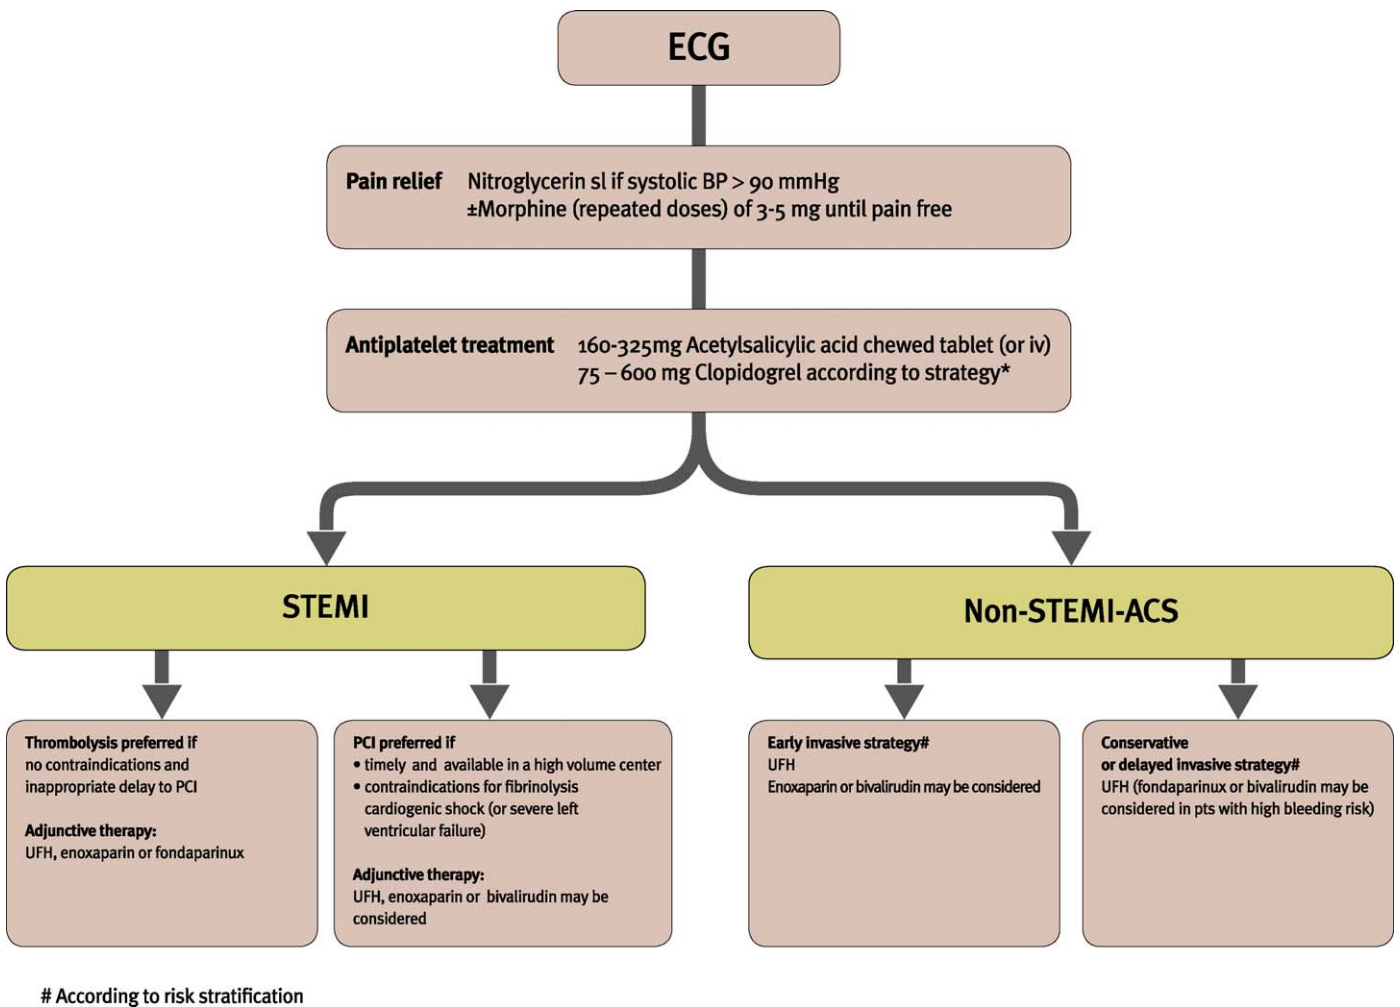 ECG
Pain relief Nitroglycerin sl if systolic BP > 90 mmHg
±Morphine (repeated doses) of 3-5 mg until pain free
Antiplatelet treatment 160-325mg Acetylsalicylic acid chewed tablet (or iv)
75 – 600 mg Clopidogrel according to strategy*
STEMI
Thrombolysis preferred if
no contraindications and
inappropriate delay to PCI
Adjunctive therapy:
UFH, enoxaparin or fondaparinux
PCI preferred if
• timely and available in a high volume center
• contraindications for fibrinolysis
cardiogenic shock (or severe left
ventricular failure)
Adjunctive therapy:
UFH, enoxaparin or bivalirudin may be
considered
Non-STEMI-ACS
Early invasive strategy#
UFH
Enoxaparin or bivalirudin may be considered
Conservative
or delayed invasive strategy#
UFH (fondaparinux or bivalirudin may be
considered in pts with high bleeding risk)
# According to risk stratification